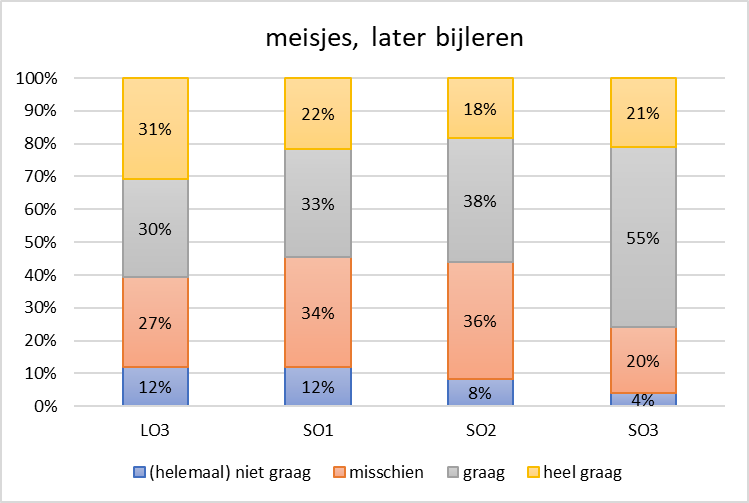 meisjes, later bijleren
100%
90%
80%
70%
60%
50%
40%
30%
20%
10%
0%
31% 22% 18% 21%
30% 33% 38% 55%
27% 34% 36% 20%
12% 12% 8% 4%
LO3 SO1 SO2 SO3
(helemaal) niet graag misschien graag heel graag